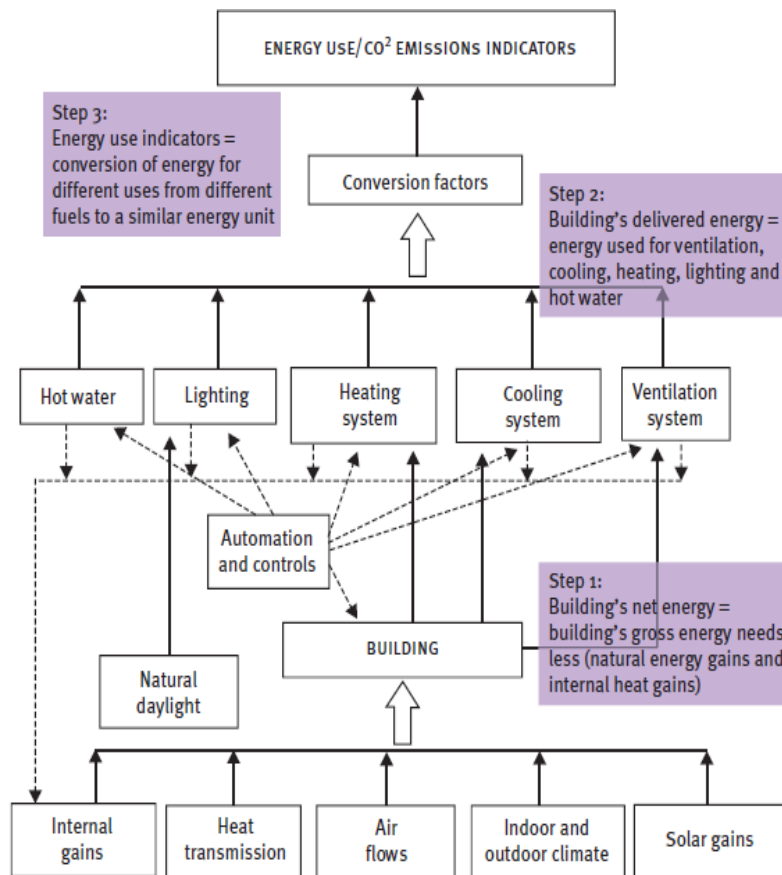 ENERGY USE/CO² EMISSIONS INDICATORS
Step 3:
Energy use indicators =
conversion of energy for
different uses from different
fuels to a similar energy unit
Conversion factors
Step 2:
Building's delivered energy =
energy used for ventilation,
cooling, heating, lighting and
hot water
Hot water
Lighting
Heating
system
Cooling
system
Ventilation
system
Automation
and controls
Step 1:
Building's net energy =
building's gross energy needs
less (natural energy gains and
internal heat gains)
BUILDING
Natural
daylight
Internal
gains
Heat
transmission
Air
flows
Indoor and
outdoor climate
Solar gains